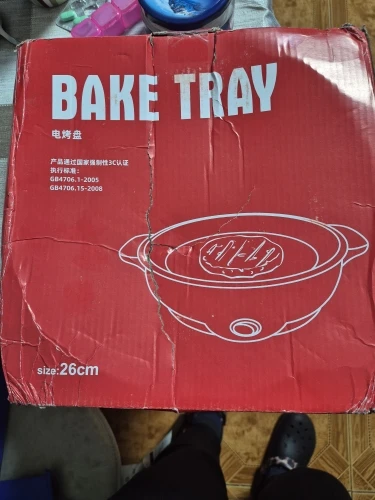 BAKE TRAY
电烤盘
产品通过国家强制性3C认证
执行标准：
GB4706.1-2005
GB4706.15-2008
size:26cm